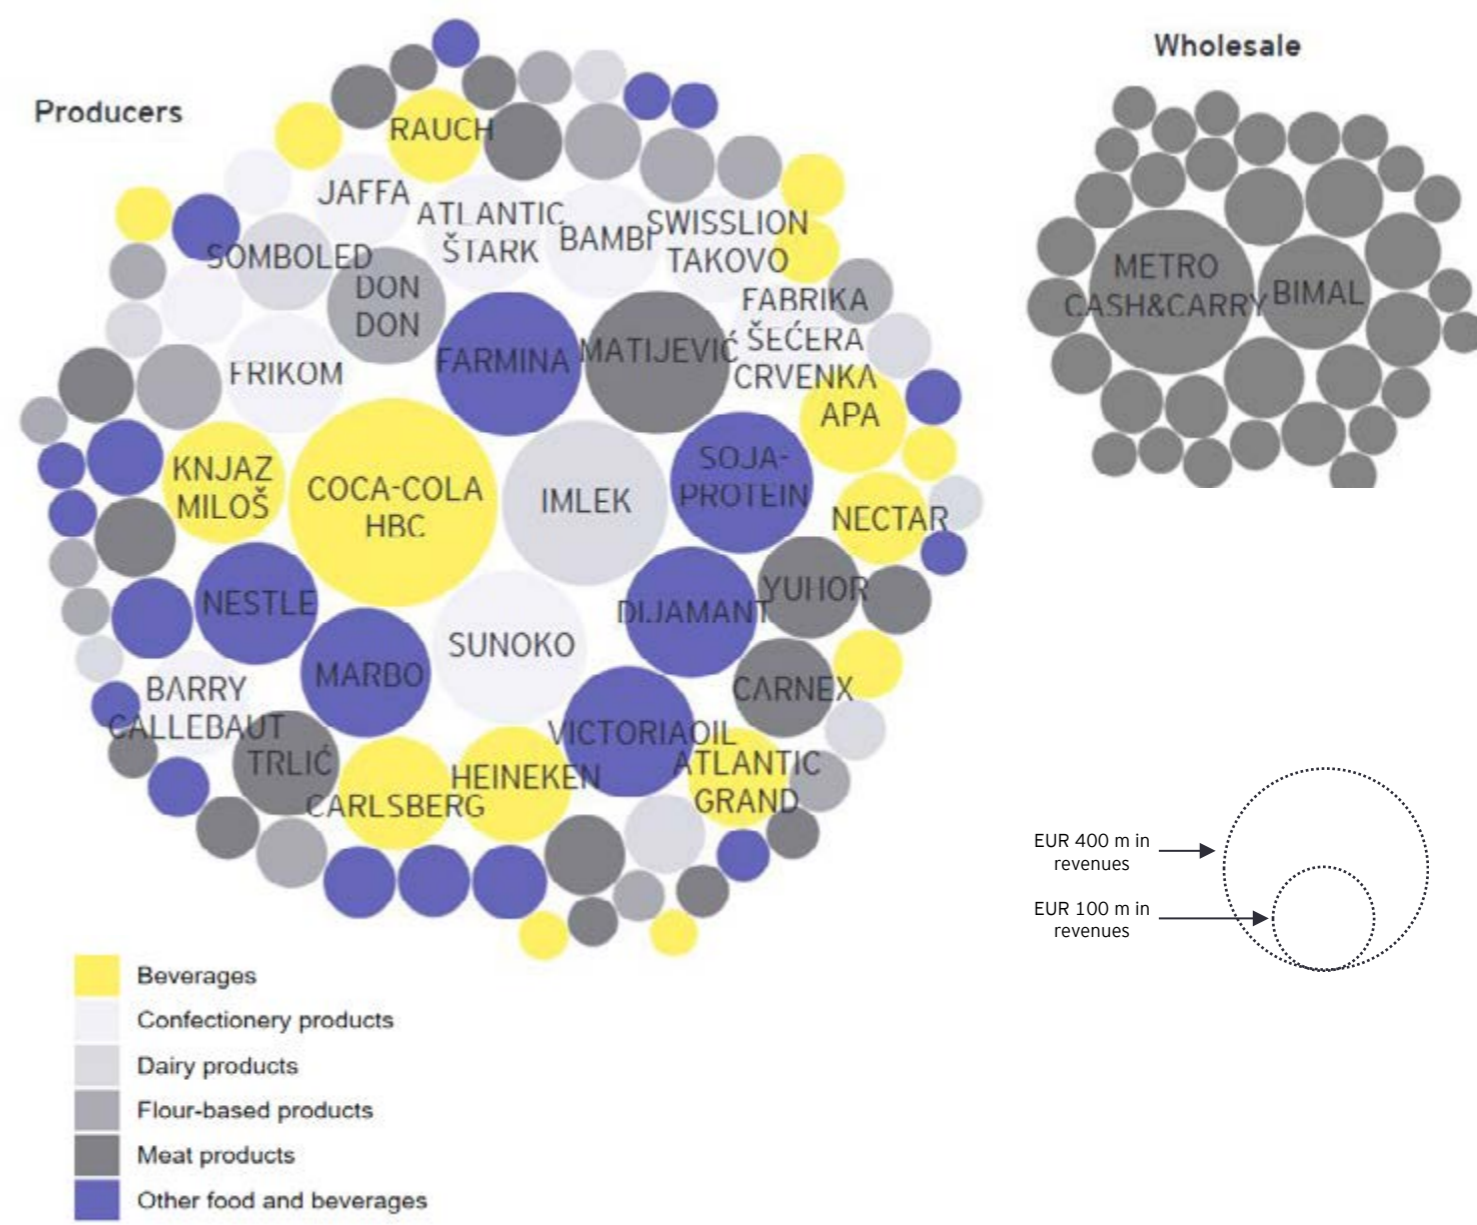 Wholesale
Producers
RAUCH
JAFFA
ATLANTIC
ŠTARK
BAMBI
SWISSLION
TAKOVO
SOMBOLED
DON
DON
FABRIKA
ŠEĆERA
CRVENKA
FARMINA
MATIJEVIĆ
FRIKOM
APA
KNJAZ
MILOŠ
COCA-COLA
HBC
IMLEK
SOJA-
PROTEIN
NECTAR
NESTLE
DIJAMANT
YUHOR
SUNOKO
MARBO
BARRY
CALLEBAUT
CARNEX
VICTORIAOIL
TRLIĆ
CARLSBERG
HEINEKEN
ATLANTIC
GRAND
METRO
CASH&CARRY
BIMAL
EUR 400 m in
revenues
EUR 100 m in
revenues
Beverages
Confectionery products
Dairy products
Flour-based products
Meat products
Other food and beverages